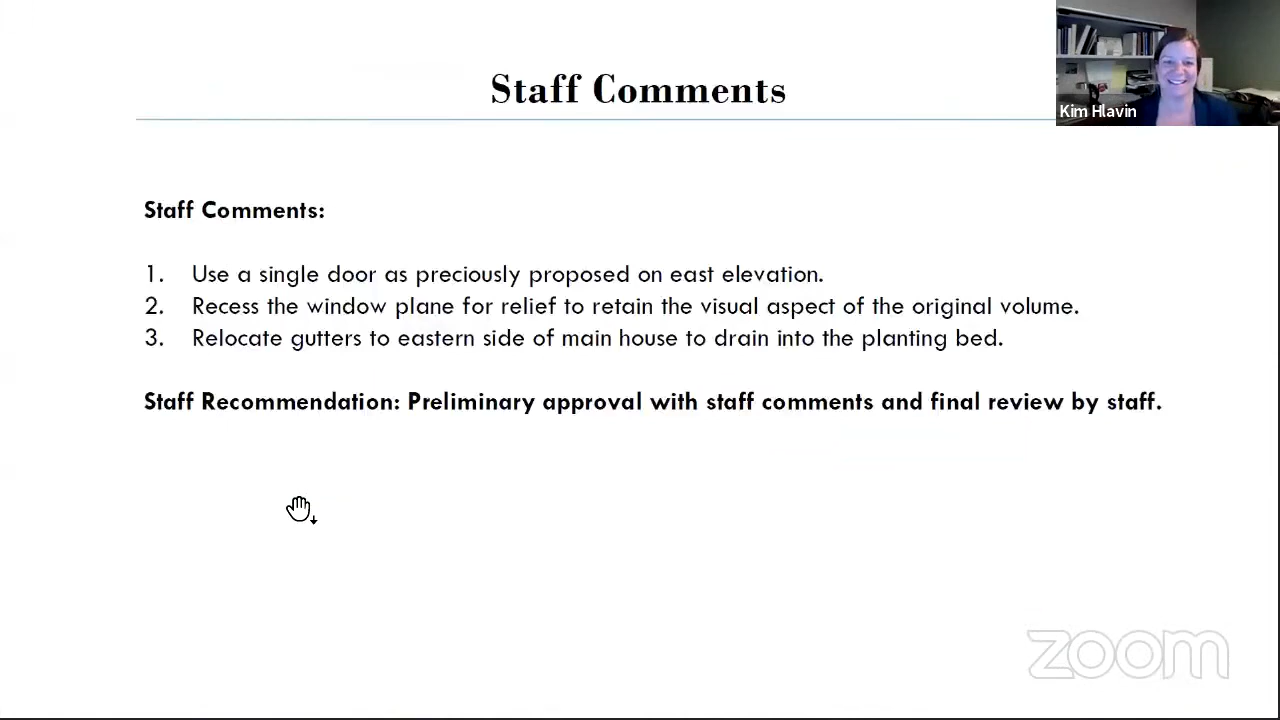 Staff Comments
Kim Hlavin
Staff Comments:
1. Use a single door as preciously proposed on east elevation.
2. Recess the window plane for relief to retain the visual aspect of the original volume.
3. Relocate gutters to eastern side of main house to drain into the planting bed.
Staff Recommendation: Preliminary approval with staff comments and final review by staff.
zoom